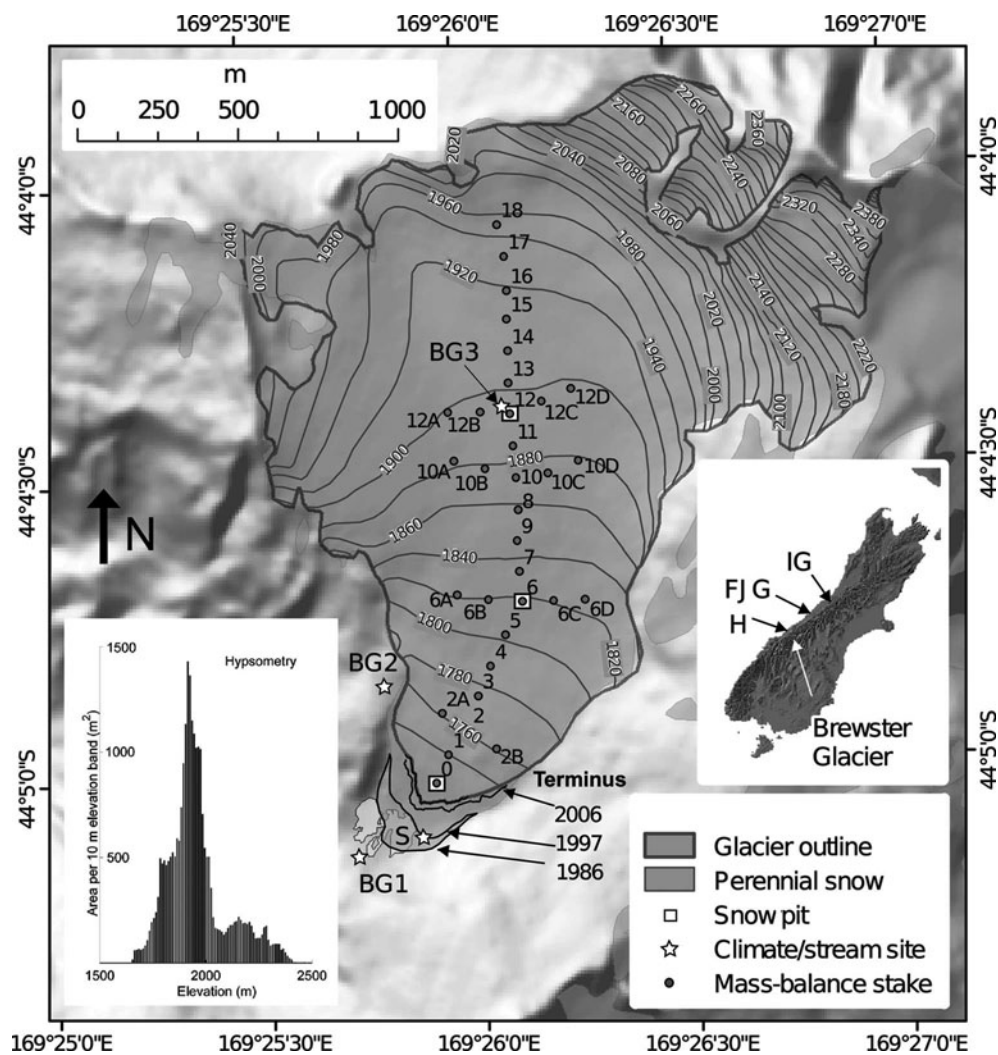 169°25'30"E 169°26'0"E 169°26'30"E 169°27'0"E
m
0 250 500 1000
44°4'0"S
44°4'0"S
44°4'30"S
44°4'30"S
44°5'0"S
44°5'0"S
2020
2160
2260
2360
2040
2080
2240
2060
2320
2380
2340
2280
1960
1980
2040
2000
1980
1920
2140
2020
2120
2220
1940
2180
2000
2100
18
17
16
15
14
BG3
13
12D
12
12C
12A
12B
11
1900
1880
10A
10B
10
10C
10D
8
1860
9
1840
7
6
6A
6B
6C
6D
1800
5
1820
4
BG2
1780
3
2A
2
1760
1
2B
0
Terminus
2006
S
1997
1986
BG1
N
1500
Hypsometry
1000
500
Area per 10 m elevation band (m²)
1500 2000 2500
Elevation (m)
IG
FJ G
H
Brewster
Glacier
Glacier outline
Perennial snow
Snow pit
Climate/stream site
Mass-balance stake
169°25'0"E 169°25'30"E 169°26'0"E 169°26'30"E 169°27'0"E